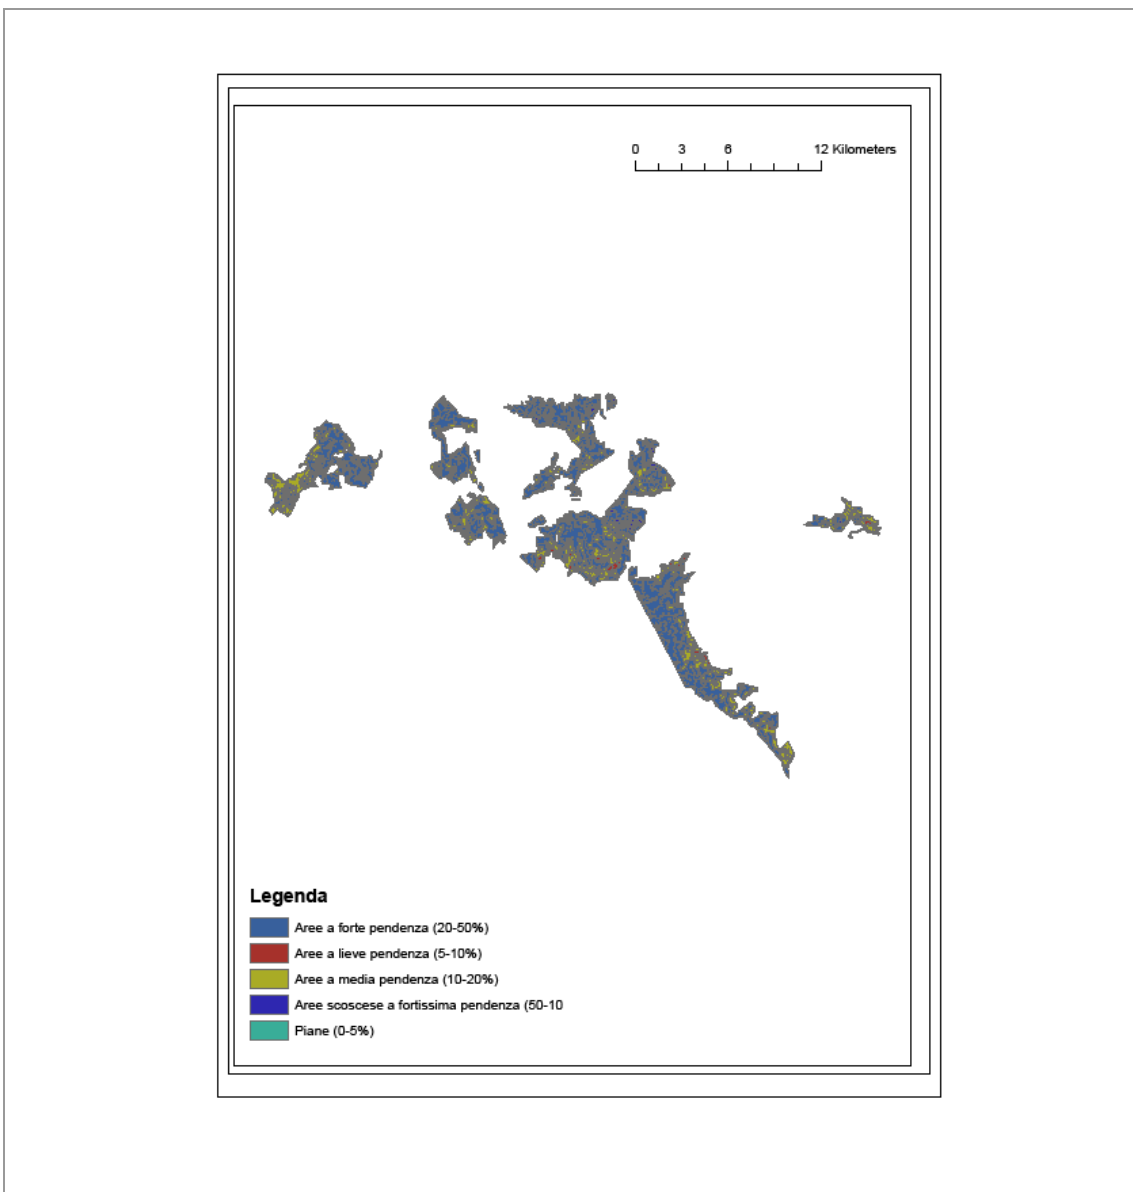 0 3 6 12 Kilometers
Legenda
Aree a forte pendenza (20-50%)
Aree a lieve pendenza (5-10%)
Aree a media pendenza (10-20%)
Aree scoscese a fortissima pendenza (50-10
Piane (0-5%)